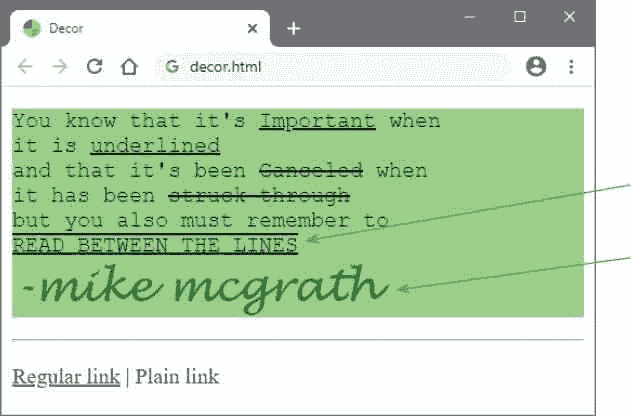 Decor
decor.html
You know that it's Important when
it is underlined
and that it's been Canceled when
it has been struck through
but you also must remember to
READ BETWEEN THE LINES
-mike mcgrath
Regular link | Plain link